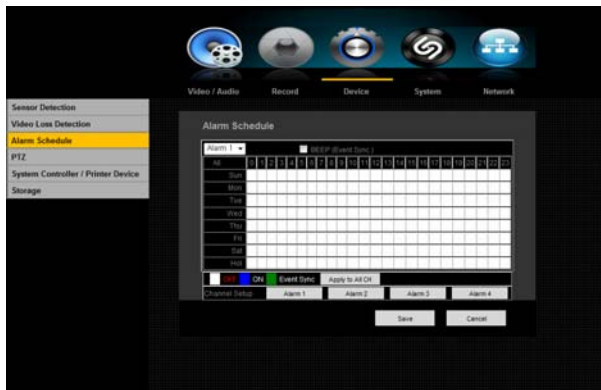 Video / Audio Record Device System Network
Sensor Detection
Video Loss Detection
Alarm Schedule
PTZ
System Controller / Printer Device
Storage
Alarm Schedule
Alarm 1 BEEP (Event Sync.)
All 0 1 2 3 4 5 6 7 8 9 10 11 12 13 14 15 16 17 18 19 20 21 22 23
Sun
Mon
Tue
Wed
Thu
Fri
Sat
Hol
OFF ON Event Sync Apply to All CH
Channel Setup Alarm 1 Alarm 2 Alarm 3 Alarm 4
Save Cancel